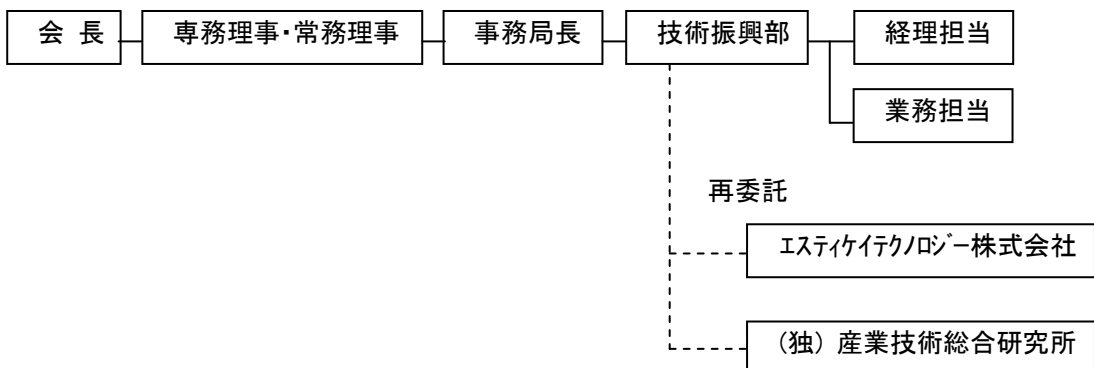 会 長
専務理事・常務理事
事務局長
技術振興部
経理担当
業務担当
再委託
ｴｽﾃｨｹｲﾃｸﾉﾛｼﾞｰ株式会社
(独) 産業技術総合研究所